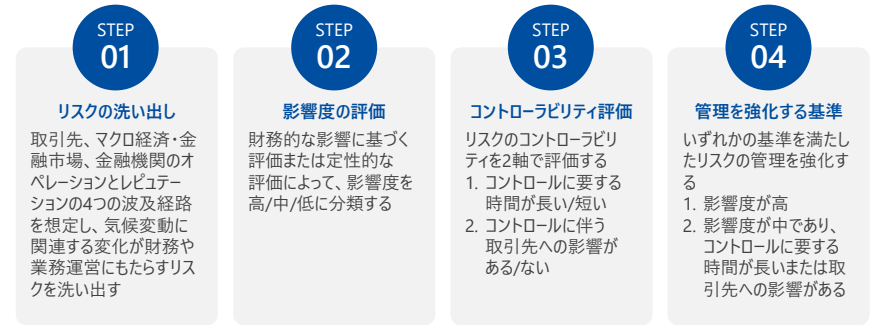 STEP
01
リスクの洗い出し
取引先、マクロ経済・金
融市場、金融機関のオ
ペレーションとレピュテー
ションの4つの波及経路
を想定し、気候変動に
関連する変化が財務や
業務運営にもたらすリス
クを洗い出す
STEP
02
影響度の評価
財務的な影響に基づく
評価または定性的な
評価によって、影響度を
高/中/低に分類する
STEP
03
コントローラビリティ評価
リスクのコントローラビリ
ティを2軸で評価する
1. コントロールに要する
時間が長い/短い
2. コントロールに伴う
取引先への影響が
ある/ない
STEP
04
管理を強化する基準
いずれかの基準を満たし
たリスクの管理を強化す
る
1. 影響度が高
2. 影響度が中であり、
コントロールに要する
時間が長いまたは取
引先への影響がある